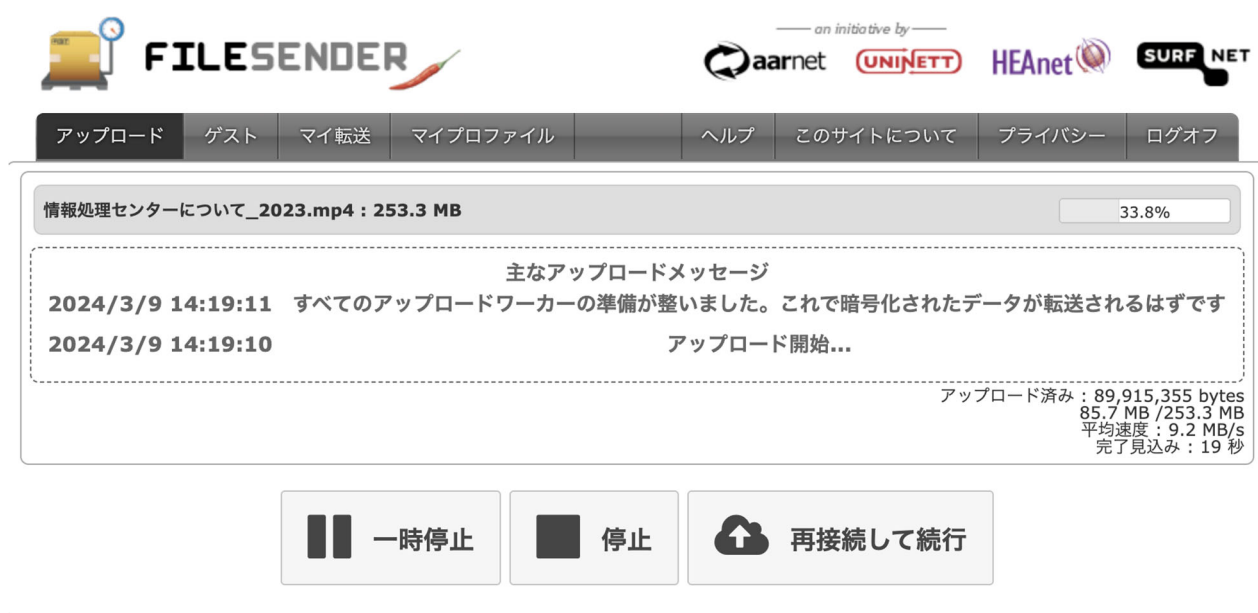 FILESENDER
an initiative by
aarnet
UNINETT
HEAnet
SURF NET
アップロード
ゲスト
マイ転送
マイプロファイル
ヘルプ
このサイトについて
プライバシー
ログオフ
情報処理センターについて_2023.mp4 : 253.3 MB
33.8%
主なアップロードメッセージ
2024/3/9 14:19:11 すべてのアップロードワーカーの準備が整いました。これで暗号化されたデータが転送されるはずです
2024/3/9 14:19:10 アップロード開始...
アップロード済み : 89,915,355 bytes
85.7 MB /253.3 MB
平均速度 : 9.2 MB/s
完了見込み : 19 秒
一時停止
停止
再接続して続行